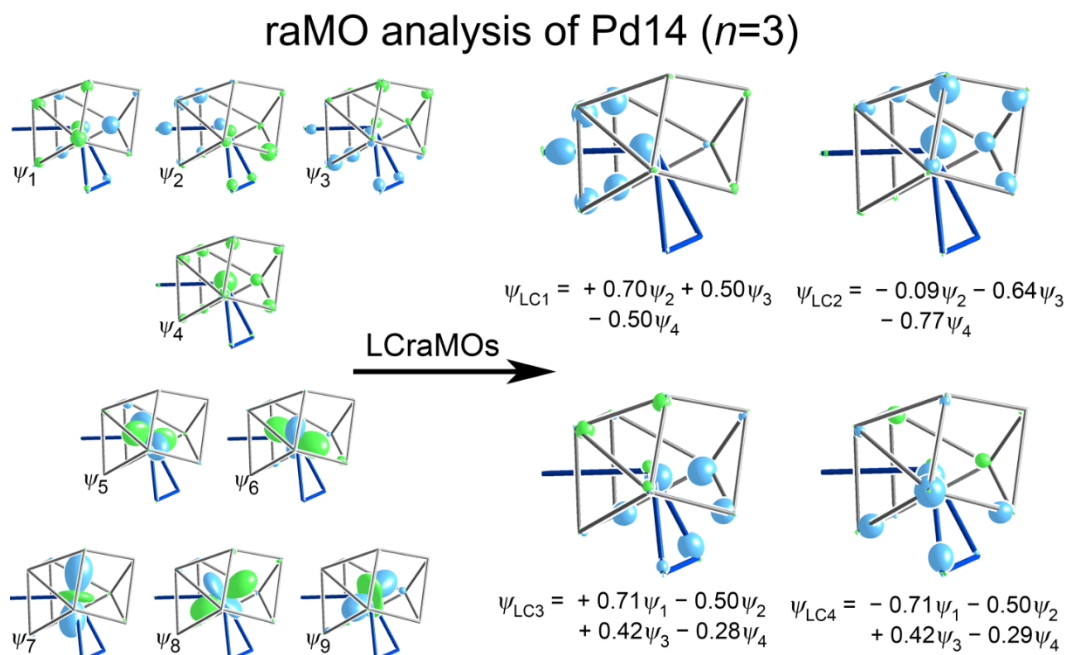 raMO analysis of Pd14 (n=3)
ψ1 ψ2 ψ3
ψ4
ψ5 ψ6
ψ7 ψ8 ψ9
LCraMOs
ψLC1 = + 0.70ψ2 + 0.50ψ3
− 0.50ψ4
ψLC2 = − 0.09ψ2 − 0.64ψ3
− 0.77ψ4
ψLC3 = + 0.71ψ1 − 0.50ψ2
+ 0.42ψ3 − 0.28ψ4
ψLC4 = − 0.71ψ1 − 0.50ψ2
+ 0.42ψ3 − 0.29ψ4